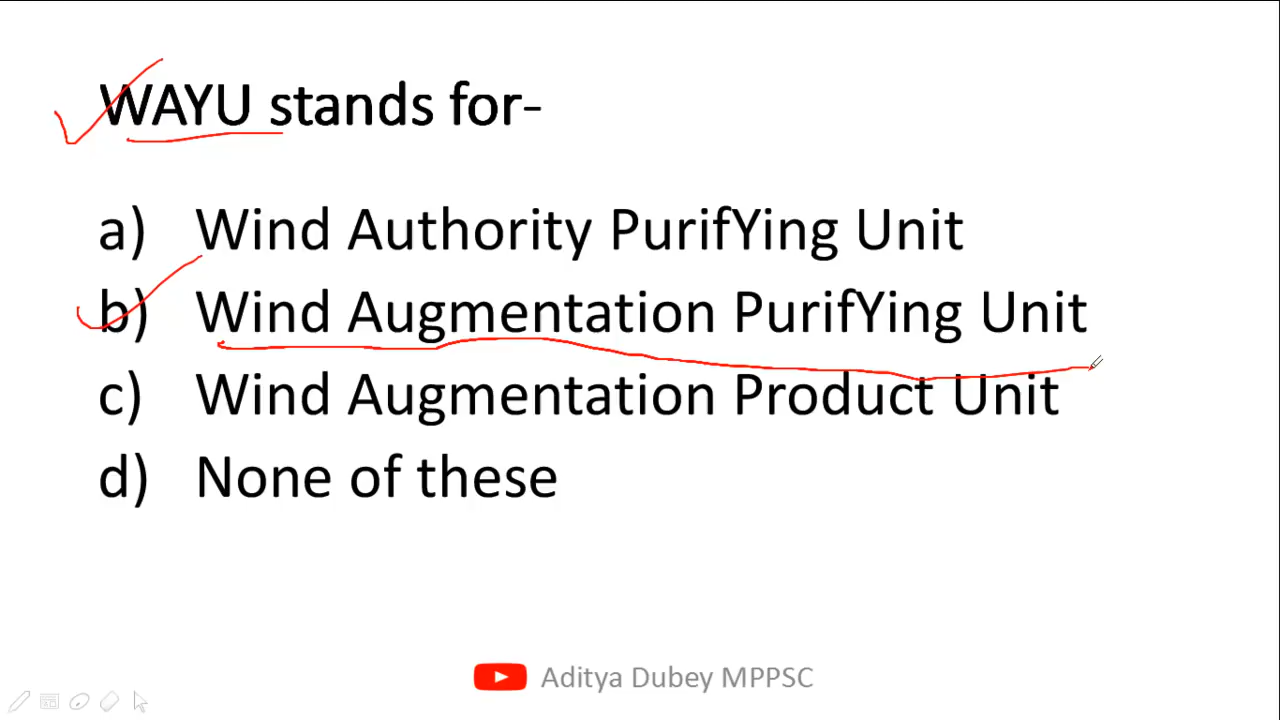 WAYU stands for-
a) Wind Authority PurifYing Unit
b) Wind Augmentation PurifYing Unit
c) Wind Augmentation Product Unit
d) None of these
Aditya Dubey MPPSC